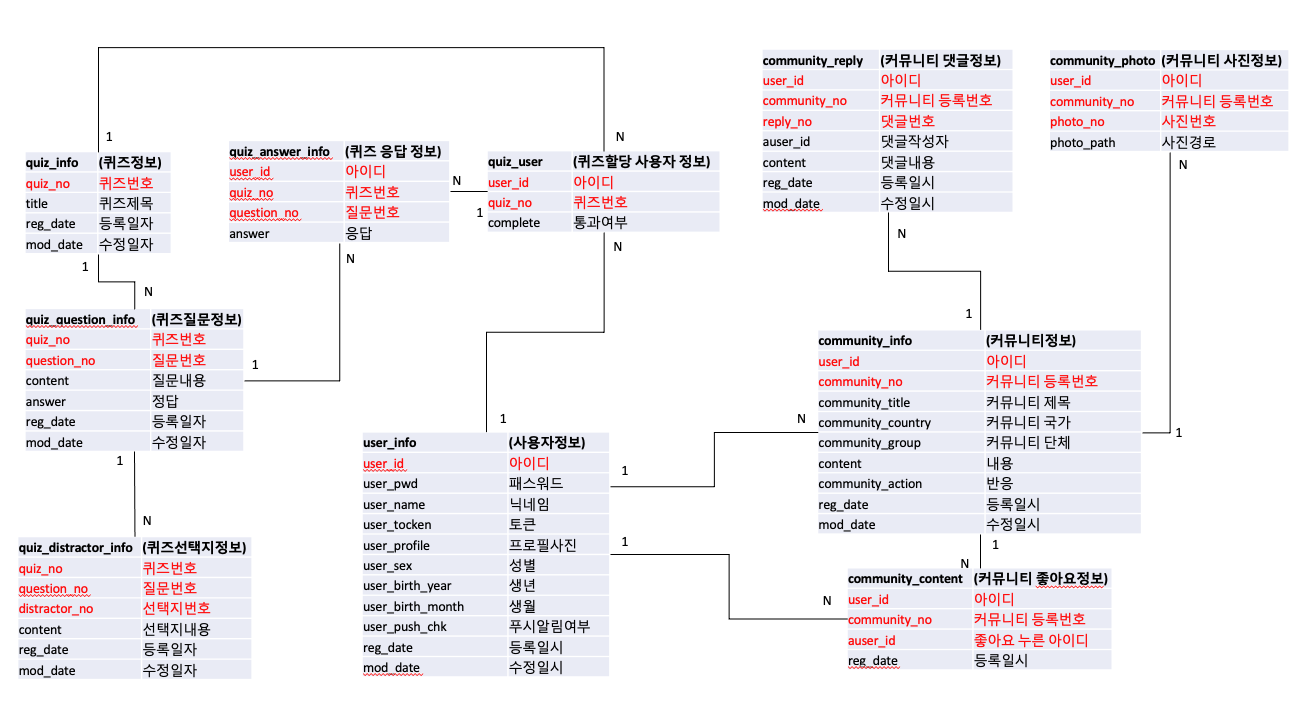 quiz_info (퀴즈정보)
quiz_no 퀴즈번호
title 퀴즈제목
reg_date 등록일자
mod_date 수정일자
1
1
quiz_answer_info (퀴즈 응답 정보)
user_id 아이디
quiz_no 퀴즈번호
question_no 질문번호
answer 응답
N
N
1
N
quiz_user (퀴즈할당 사용자 정보)
user_id 아이디
quiz_no 퀴즈번호
complete 통과여부
N
community_reply (커뮤니티 댓글정보)
user_id 아이디
community_no 커뮤니티 등록번호
reply_no 댓글번호
auser_id 댓글작성자
content 댓글내용
reg_date 등록일시
mod_date 수정일시
N
1
community_photo (커뮤니티 사진정보)
user_id 아이디
community_no 커뮤니티 등록번호
photo_no 사진번호
photo_path 사진경로
N
1
N
quiz_question_info (퀴즈질문정보)
quiz_no 퀴즈번호
question_no 질문번호
content 질문내용
answer 정답
reg_date 등록일자
mod_date 수정일자
1
1
N
quiz_distractor_info (퀴즈선택지정보)
quiz_no 퀴즈번호
question_no 질문번호
distractor_no 선택지번호
content 선택지내용
reg_date 등록일자
mod_date 수정일자
1
user_info (사용자정보)
user_id 아이디
user_pwd 패스워드
user_name 닉네임
user_tocken 토큰
user_profile 프로필사진
user_sex 성별
user_birth_year 생년
user_birth_month 생월
user_push_chk 푸시알림여부
reg_date 등록일시
mod_date 수정일시
1
N
1
N
community_info (커뮤니티정보)
user_id 아이디
community_no 커뮤니티 등록번호
community_title 커뮤니티 제목
community_country 커뮤니티 국가
community_group 커뮤니티 단체
content 내용
community_action 반응
reg_date 등록일시
mod_date 수정일시
1
N
community_content (커뮤니티 좋아요정보)
user_id 아이디
community_no 커뮤니티 등록번호
auser_id 좋아요 누른 아이디
reg_date 등록일시